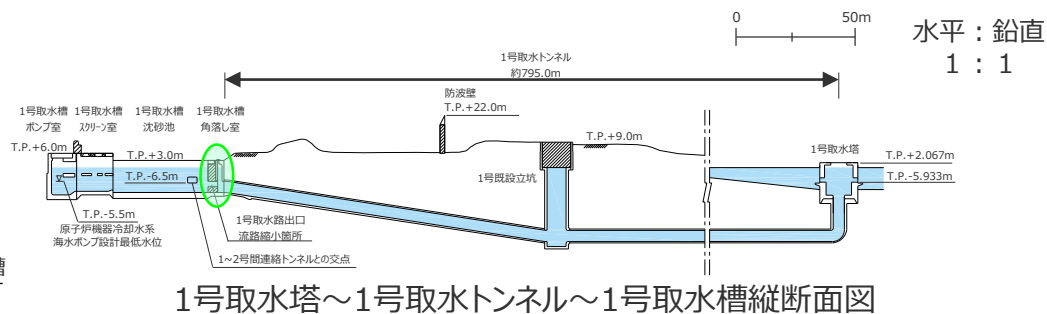 0 50m
水平：鉛直
1 : 1
1号取水トンネル
約795.0m
防波壁
T.P.+22.0m
1号取水槽 1号取水槽 1号取水槽 1号取水槽
ポンプ室 スクリーン室 沈砂池 角落し室
T.P.+6.0m
T.P.+3.0m
T.P.+9.0m
1号取水塔
T.P.+2.067m
T.P.-6.5m
1号既設立坑
T.P.-5.933m
T.P.-5.5m
原子炉機器冷却水系
海水ポンプ設計最低水位
1号取水路出口
流路縮小箇所
1~2号間連絡トンネルとの交点
槽
1号取水塔～1号取水トンネル～1号取水槽縦断面図